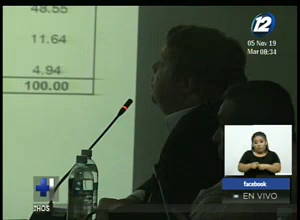 48.55
11.64
4.94
100.00
12
05 Nov 19
Mar 08:34
facebook
EN VIVO
CHOS